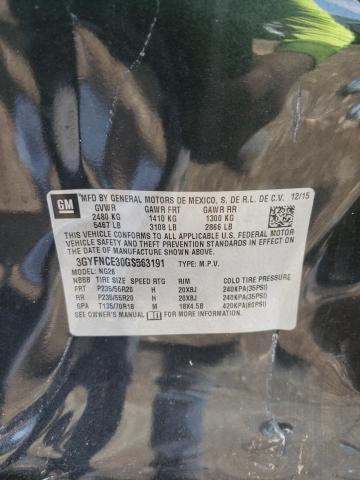 GM
MFD BY GENERAL MOTORS DE MEXICO, S. DE R.L. DE C.V. 12/15
GVWR GAWR FRT GAWR RR
2480 KG 1410 KG 1300 KG
5467 LB 3108 LB 2866 LB
THIS VEHICLE CONFORMS TO ALL APPLICABLE U.S. FEDERAL MOTOR
VEHICLE SAFETY, BUMPER, AND THEFT PREVENTION
STANDARDS IN EFFECT ON THE DATE
OF MANUFACTURE SHOWN ABOVE.
3GYFNCE30GS563191 TYPE: M.P.V.
MODEL: NG26
NBBB TIRE SIZE SPEED RTG RIM COLD TIRE PRESSURE
FRT P235/55R20 H 20X8J 240KPA(35PSI)
RR P235/55R20 H 20X8J 240KPA(35PSI)
SPA T135/70R18 M 18X4.5B 420KPA(60PSI)
SEE OWNER'S MANUAL FOR MORE INFORMATION.